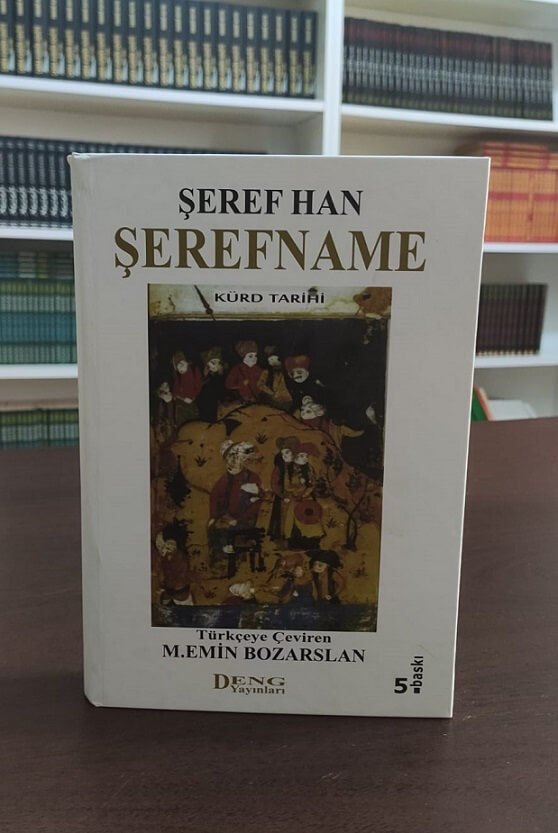 ŞEREF HAN
ŞEREFNAME
KÜRD TARİHİ
Türkçeye Çeviren
M.EMİN BOZARSLAN
DENG
Yayınları
5.baskı